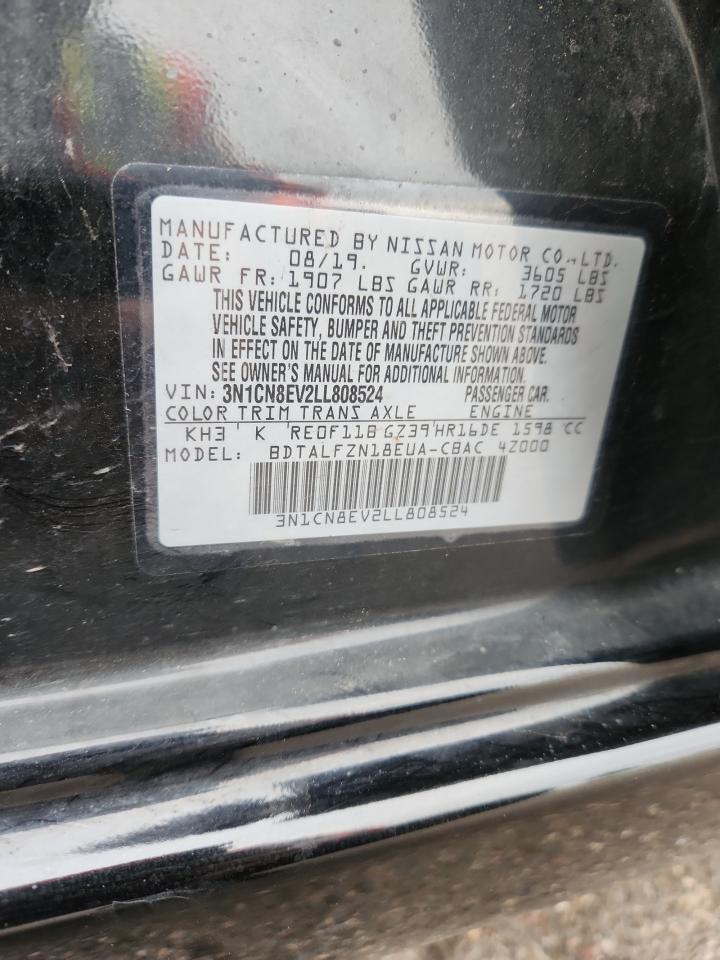 MANUFACTURED BY NISSAN MOTOR CO.,LTD.
DATE: 08/19. GVWR: 3605 LBS
GAWR FR: 1907 LBS GAWR RR: 1720 LBS
THIS VEHICLE CONFORMS TO ALL APPLICABLE FEDERAL MOTOR
VEHICLE SAFETY, BUMPER AND THEFT PREVENTION STANDARDS
IN EFFECT ON THE DATE OF MANUFACTURE SHOWN ABOVE.
SEE OWNER'S MANUAL FOR ADDITIONAL INFORMATION.
VIN: 3N1CN8EV2LL808524 PASSENGER CAR.
COLOR TRIM TRANS AXLE ENGINE
KH3 K RE0F11B GZ39 HR16DE 1598 CC
MODEL: BDTALFZN18EUA-CBAC 4Z000
3N1CN8EV2LL808524